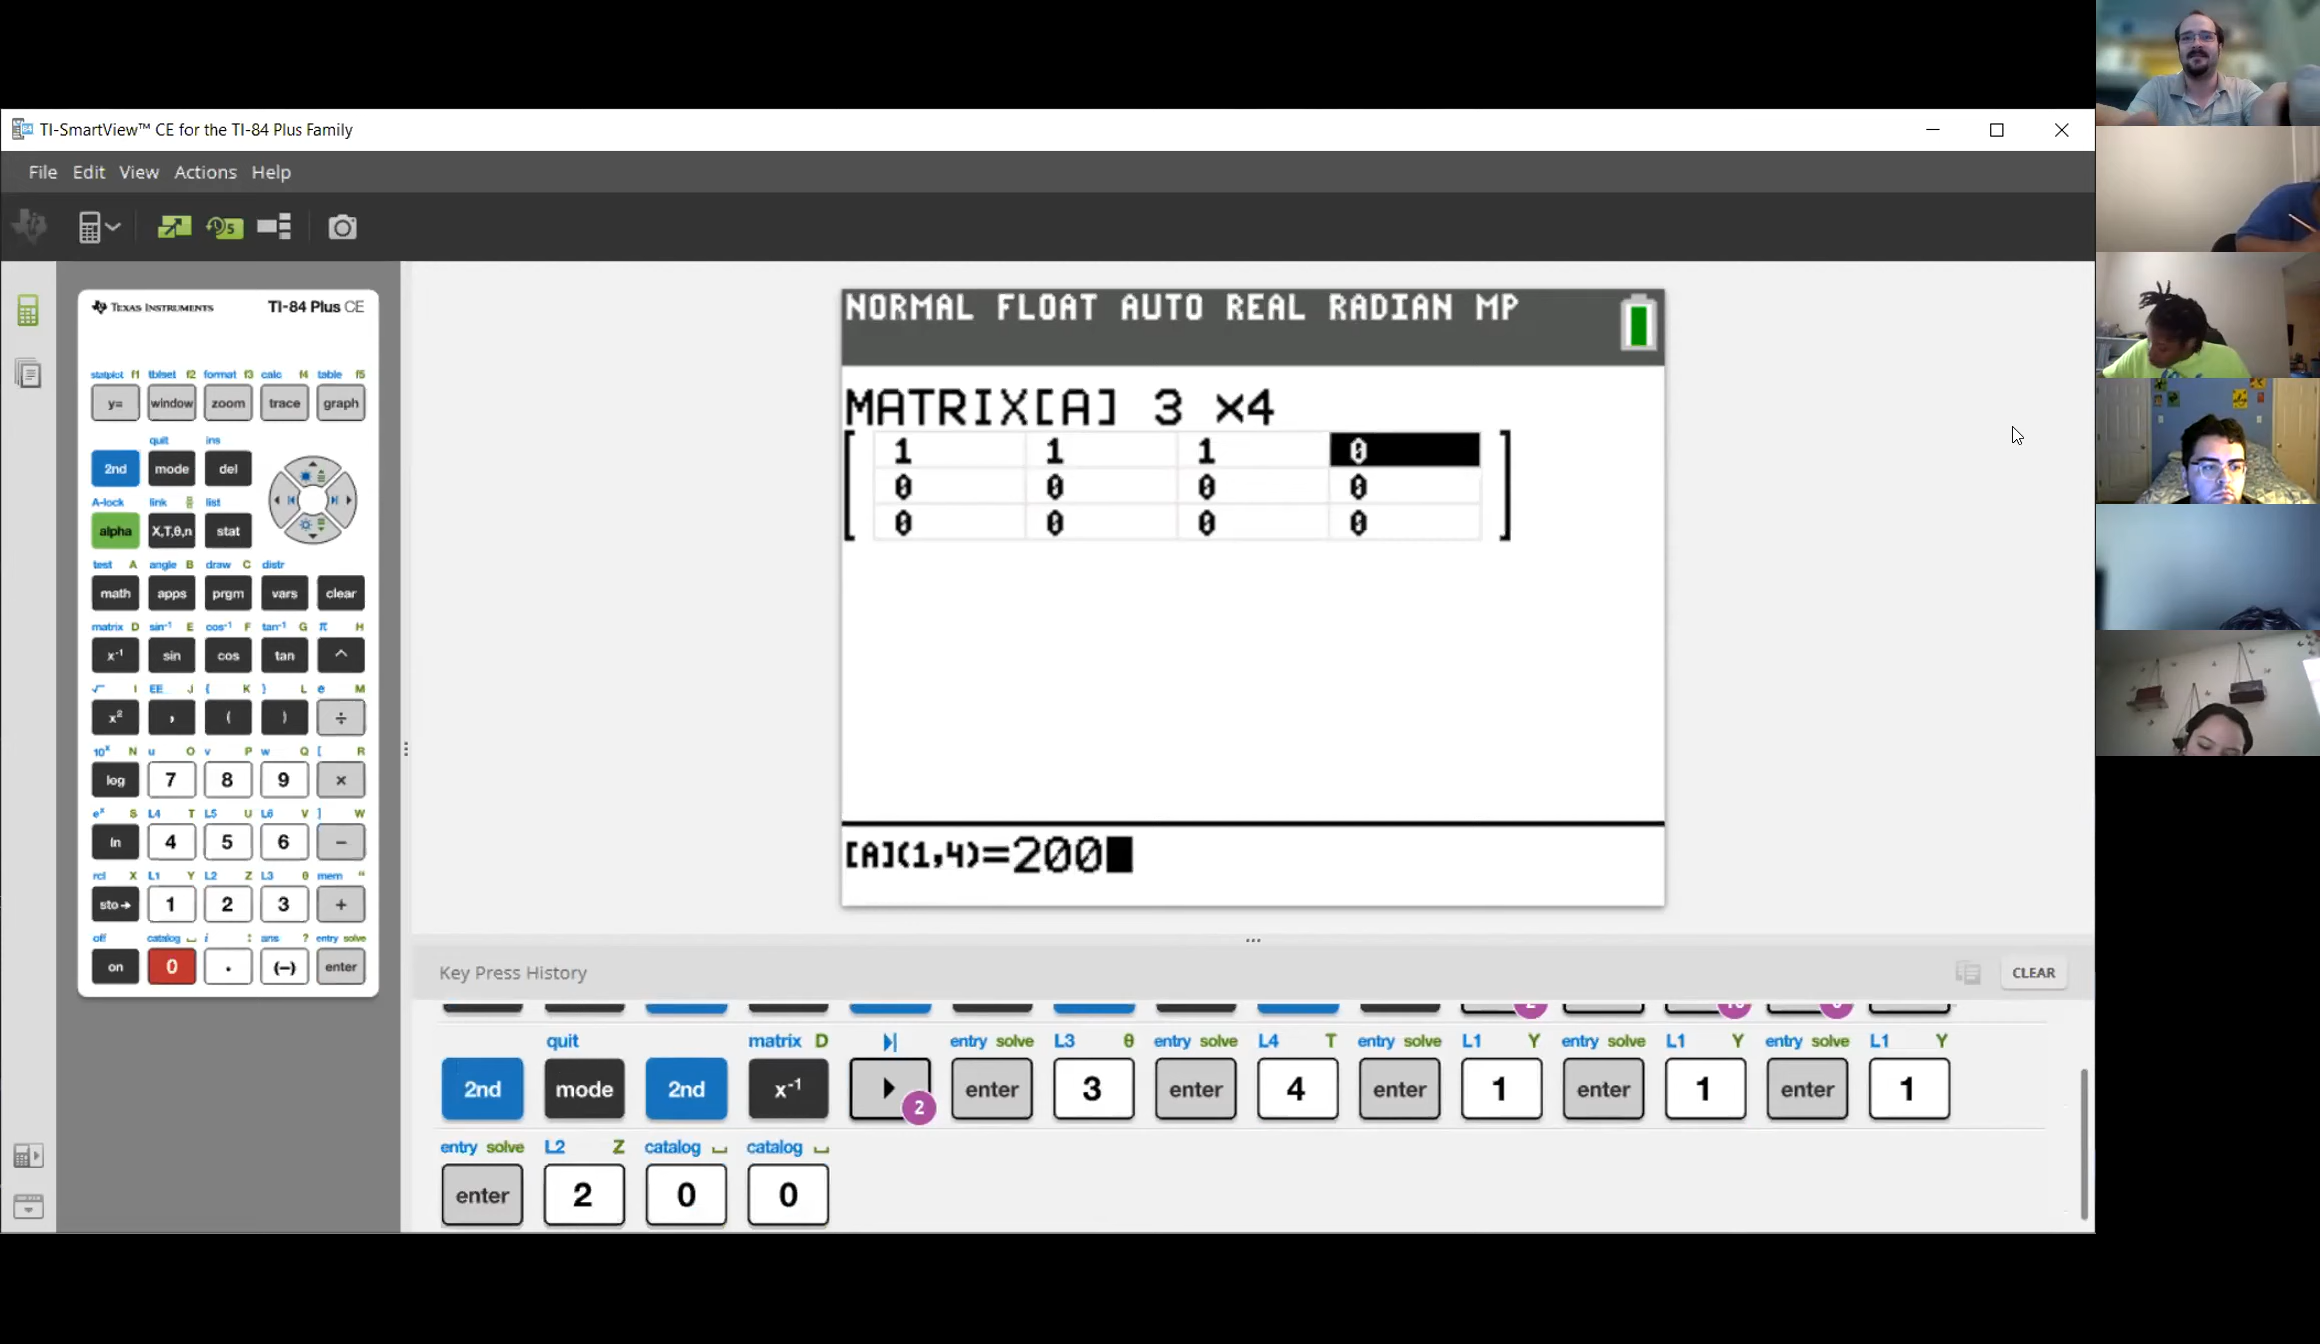 TI-SmartView™ CE for the TI-84 Plus Family
File Edit View Actions Help
TEXAS INSTRUMENTS TI-84 Plus CE
statplot f1 tblset f2 format f3 calc f4 table f5
y= window zoom trace graph
quit ins
2nd mode del
A-lock link list
alpha X,T,θ,n stat
test A angle B draw C distr
math apps prgm vars clear
matrix D sin⁻¹ E cos⁻¹ F tan⁻¹ G π H
x⁻¹ sin cos tan ^
√ I EE J { K } L e M
x² , ( ) ÷
10ˣ N u O v P w Q [ R
log 7 8 9 ×
eˣ S L4 T L5 U L6 V ] W
ln 4 5 6 −
rcl X L1 Y L2 Z L3 θ mem "
sto→ 1 2 3 +
off catalog ⎵ i : ans ? entry solve
on 0 . (−) enter
NORMAL FLOAT AUTO REAL RADIAN MP
MATRIX[A] 3 ×4
[ 1 1 1 0 ]
0 0 0 0
0 0 0 0
[A](1,4)=200
Key Press History
CLEAR
quit matrix D entry solve L3 θ entry solve L4 T entry solve L1 Y entry solve L1 Y entry solve L1 Y
2nd mode 2nd x⁻¹ 2 enter 3 enter 4 enter 1 enter 1 enter 1
entry solve L2 Z catalog ⎵ catalog ⎵
enter 2 0 0